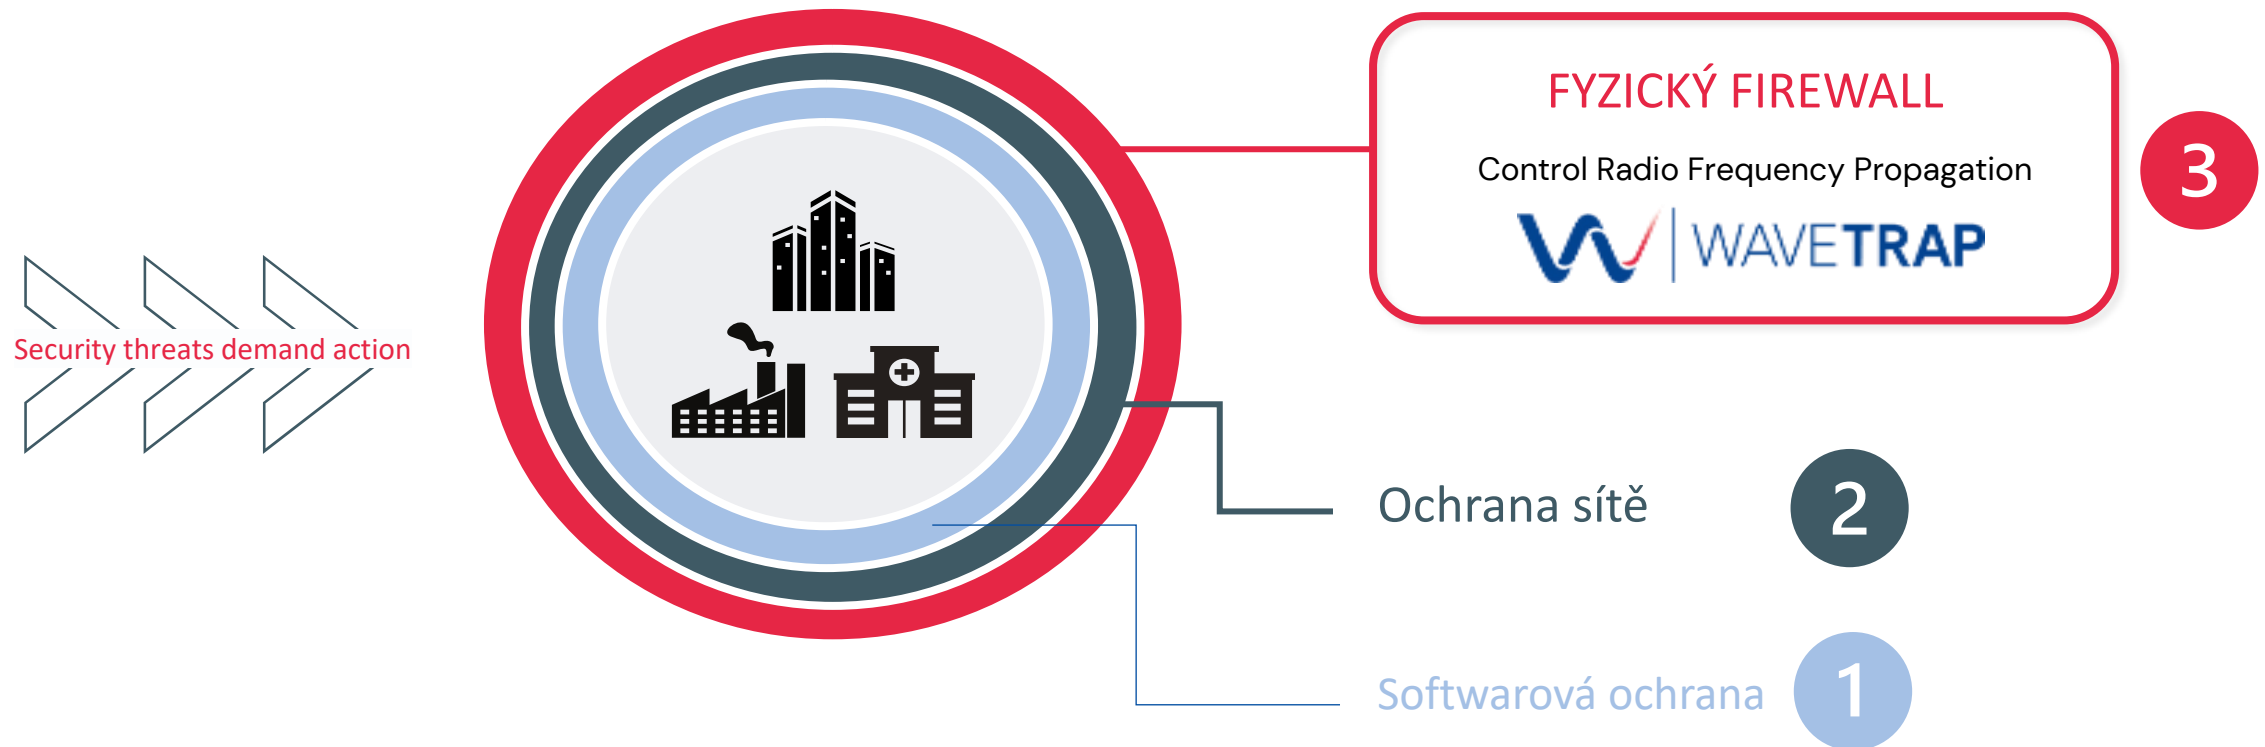 Security threats demand action
FYZICKÝ FIREWALL
Control Radio Frequency Propagation
WAVETRAP
3
Ochrana sítě
2
Softwarová ochrana
1